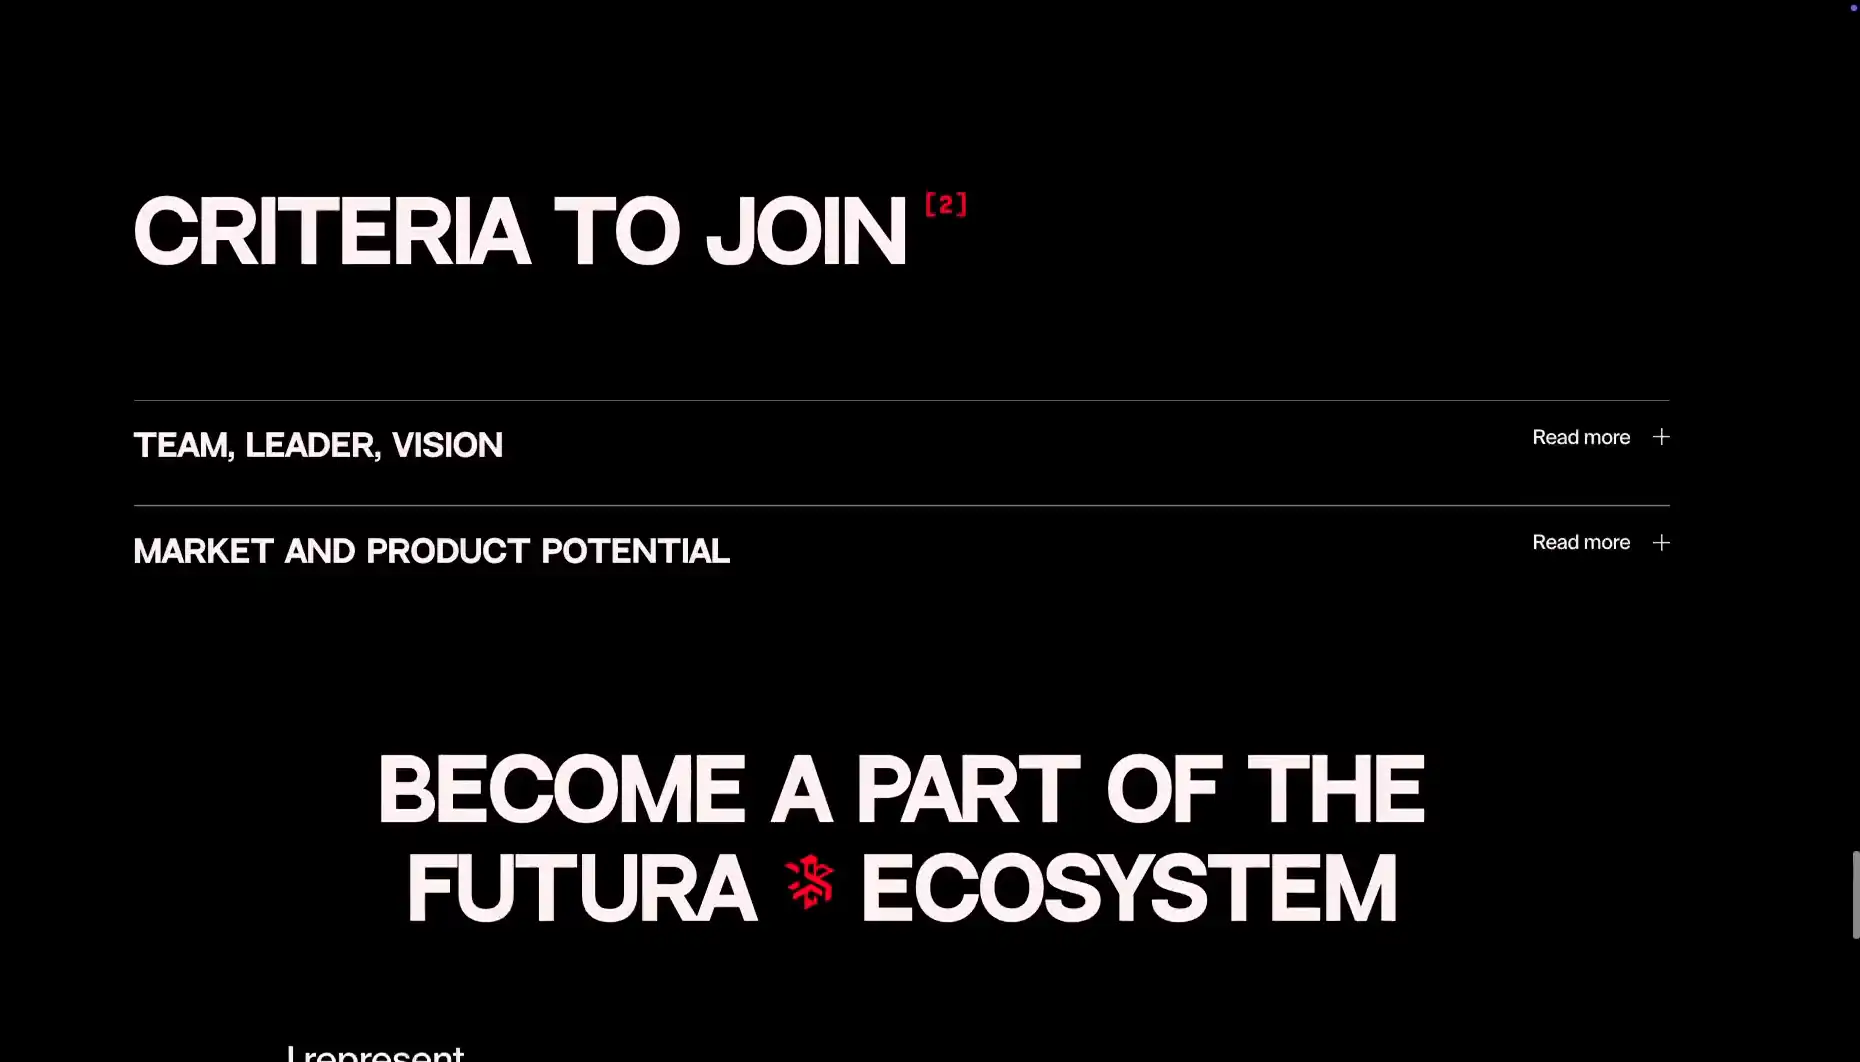 CRITERIA TO JOIN [2]
TEAM, LEADER, VISION Read more
MARKET AND PRODUCT POTENTIAL Read more
BECOME A PART OF THE
FUTURA ECOSYSTEM
I represent